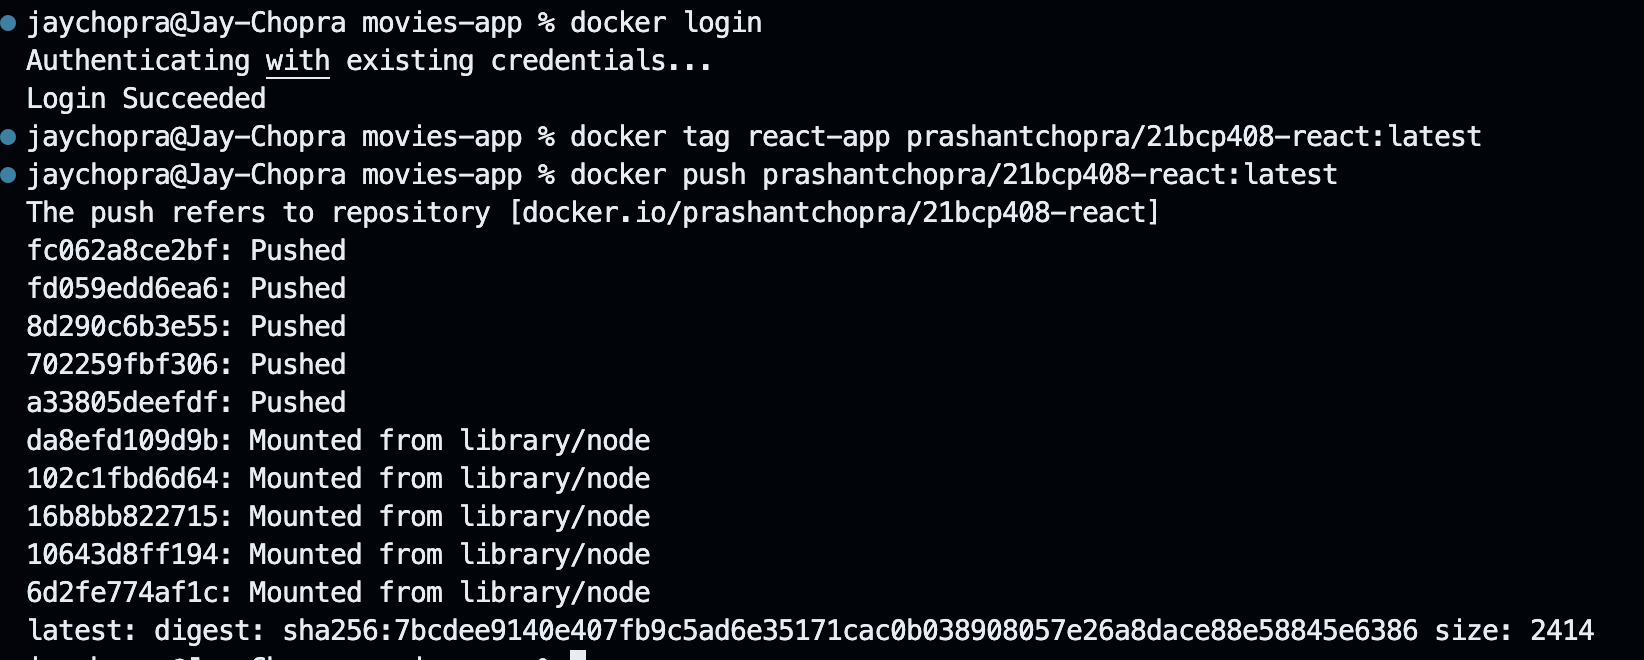 jaychopra@Jay-Chopra movies-app % docker login
Authenticating with existing credentials...
Login Succeeded
jaychopra@Jay-Chopra movies-app % docker tag react-app prashantchopra/21bcp408-react:latest
jaychopra@Jay-Chopra movies-app % docker push prashantchopra/21bcp408-react:latest
The push refers to repository [docker.io/prashantchopra/21bcp408-react]
fc062a8ce2bf: Pushed
fd059edd6ea6: Pushed
8d290c6b3e55: Pushed
702259fbf306: Pushed
a33805deefdf: Pushed
da8efd109d9b: Mounted from library/node
102c1fbd6d64: Mounted from library/node
16b8bb822715: Mounted from library/node
10643d8ff194: Mounted from library/node
6d2fe774af1c: Mounted from library/node
latest: digest: sha256:7bcdee9140e407fb9c5ad6e35171cac0b038908057e26a8dace88e58845e6386 size: 2414